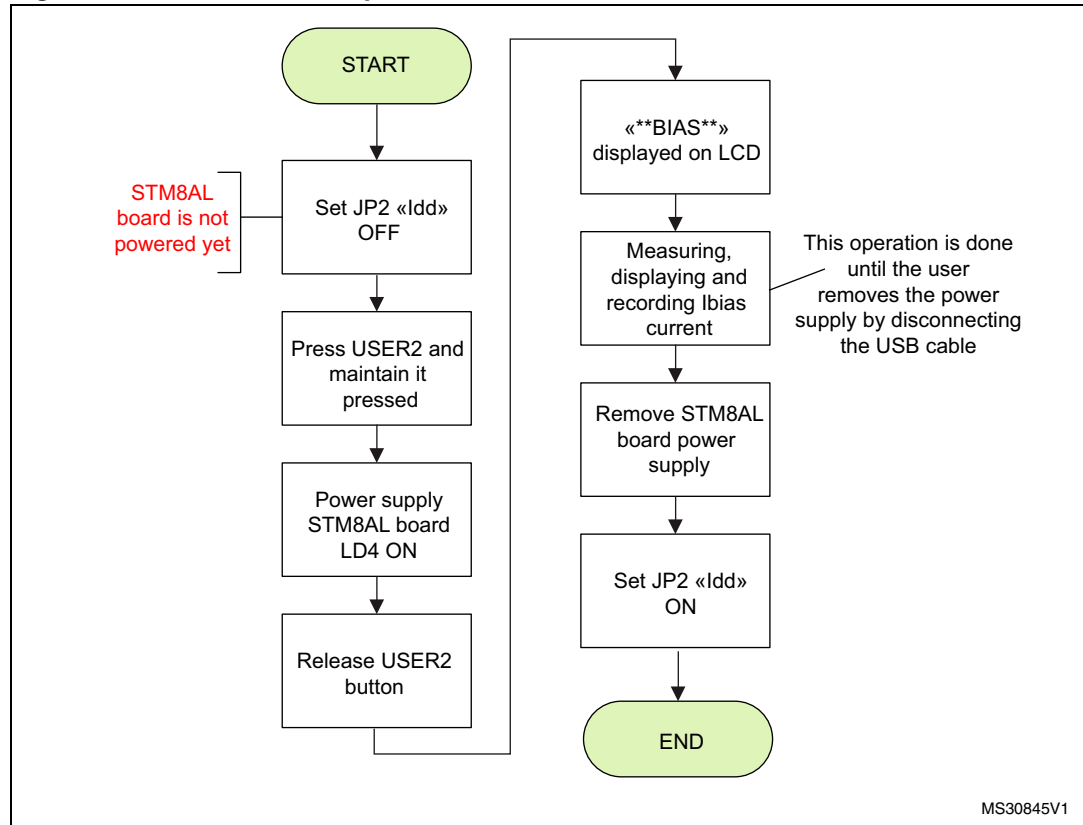 START
STM8AL
board is not
powered yet
Set JP2 «Idd»
OFF
Press USER2 and
maintain it
pressed
Power supply
STM8AL board
LD4 ON
Release USER2
button
«**BIAS**»
displayed on LCD
Measuring,
displaying and
recording Ibias
current
This operation is done
until the user
removes the power
supply by disconnecting
the USB cable
Remove STM8AL
board power
supply
Set JP2 «Idd»
ON
END
MS30845V1